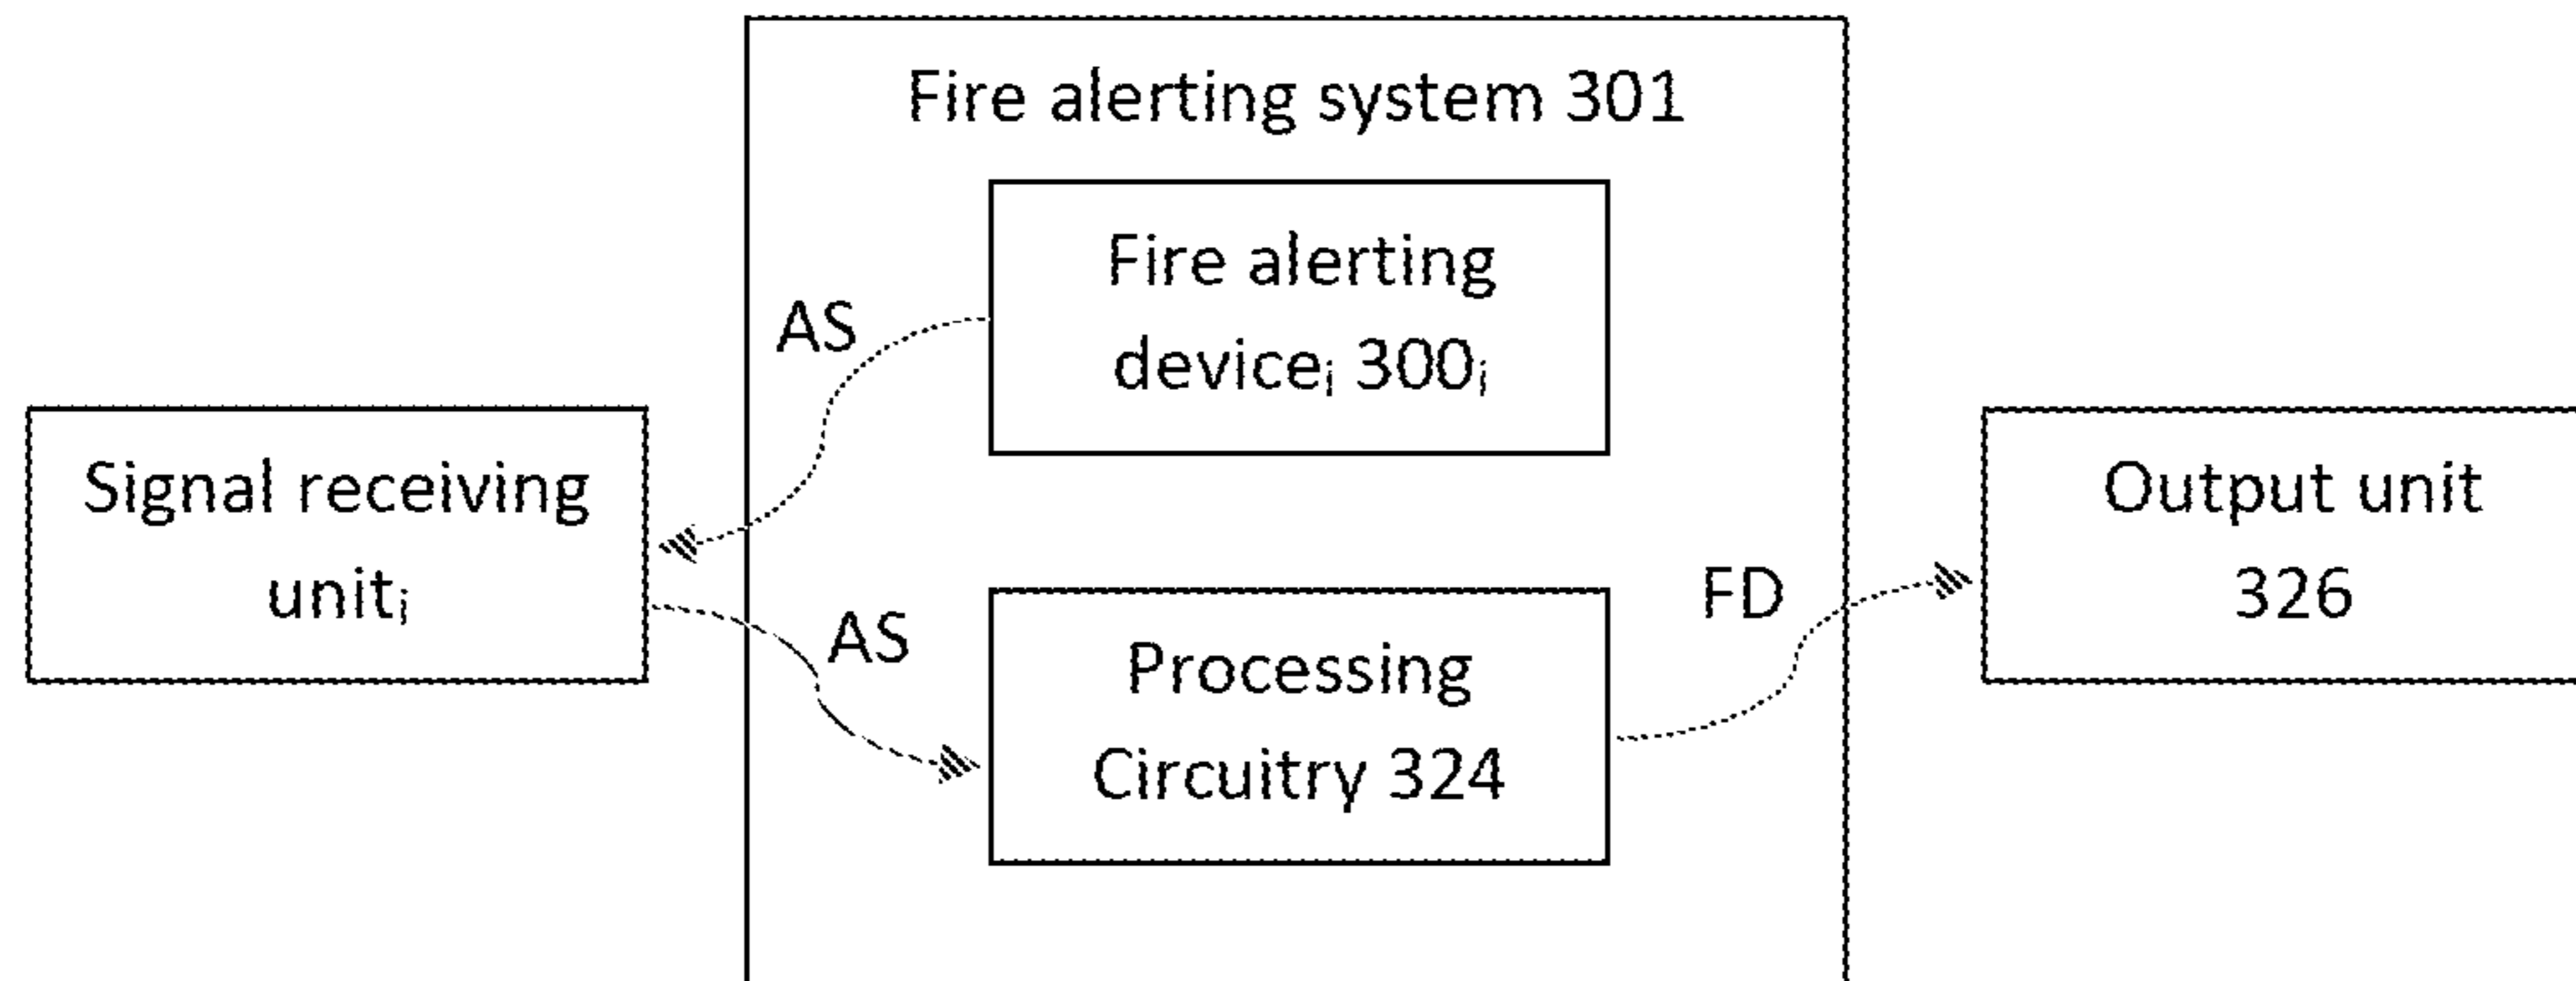 Fire alerting system 301
Fire alerting
deviceᵢ 300ᵢ
AS
Signal receiving
unitᵢ
AS
Processing
Circuitry 324
FD
Output unit
326